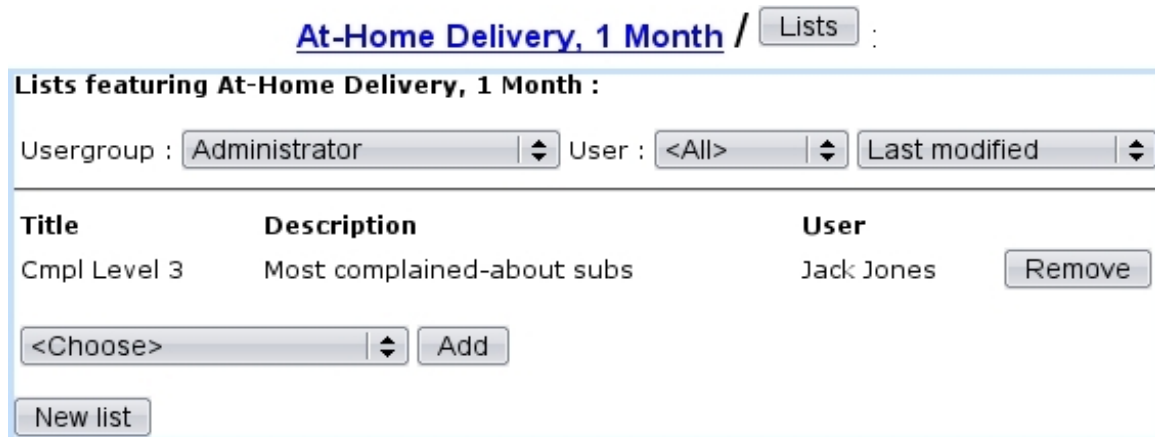 At-Home Delivery, 1 Month / Lists :
Lists featuring At-Home Delivery, 1 Month :
Usergroup : Administrator User : <All> Last modified
Title Description User
Cmpl Level 3 Most complained-about subs Jack Jones Remove
<Choose> Add
New list